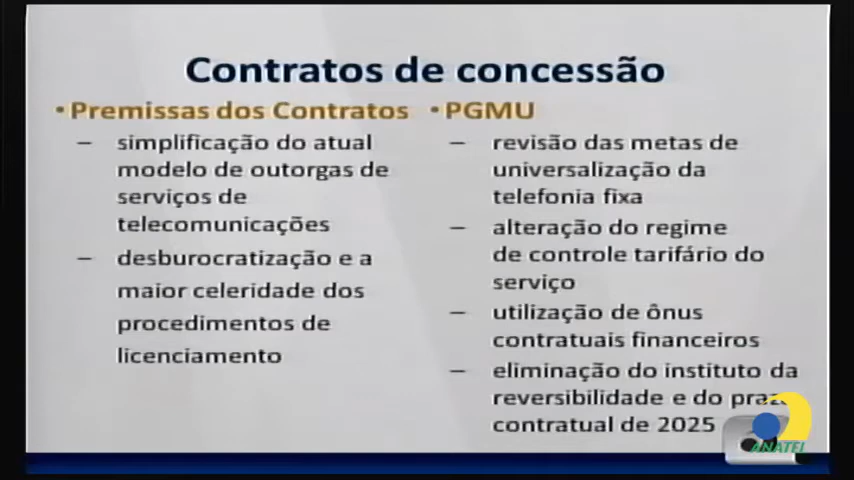 Contratos de concessão
• Premissas dos Contratos
– simplificação do atual
modelo de outorgas de
serviços de
telecomunicações
– desburocratização e a
maior celeridade dos
procedimentos de
licenciamento
• PGMU
– revisão das metas de
universalização da
telefonia fixa
– alteração do regime
de controle tarifário do
serviço
– utilização de ônus
contratuais financeiros
– eliminação do instituto da
reversibilidade e do prazo
contratual de 2025
ANATEL